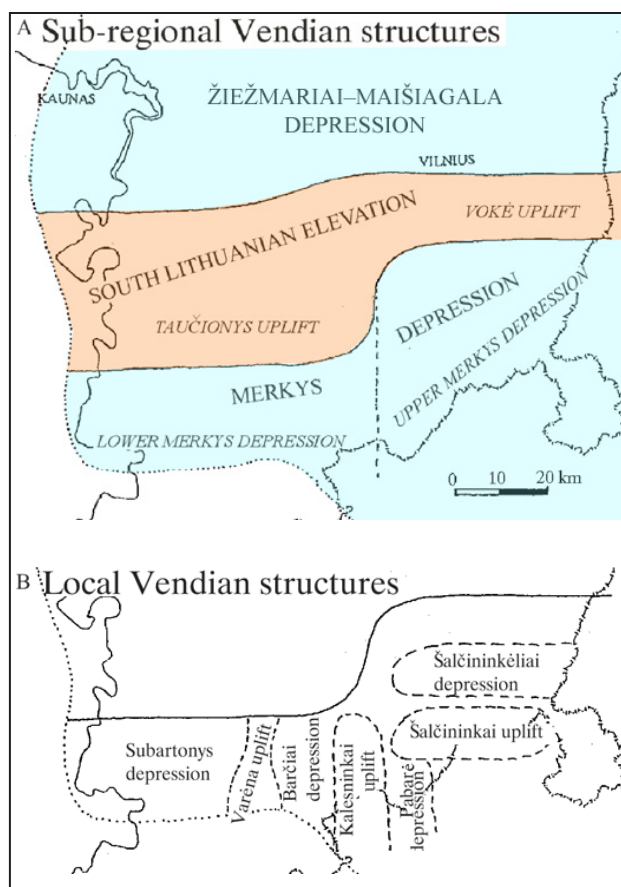 A Sub-regional Vendian structures
KAUNAS
ŽIEŽMARIAI–MAIŠIAGALA
DEPRESSION
VILNIUS
SOUTH LITHUANIAN ELEVATION
VOKĖ UPLIFT
TAUČIONYS UPLIFT
DEPRESSION
UPPER MERKYS DEPRESSION
MERKYS
LOWER MERKYS DEPRESSION
0 10 20 km
B Local Vendian structures
Šalčininkėliai
depression
Šalčininkai uplift
Subartonys
depression
Varėna uplift
Barčiai
depression
Kalesninkai
uplift
Pabarė
depression